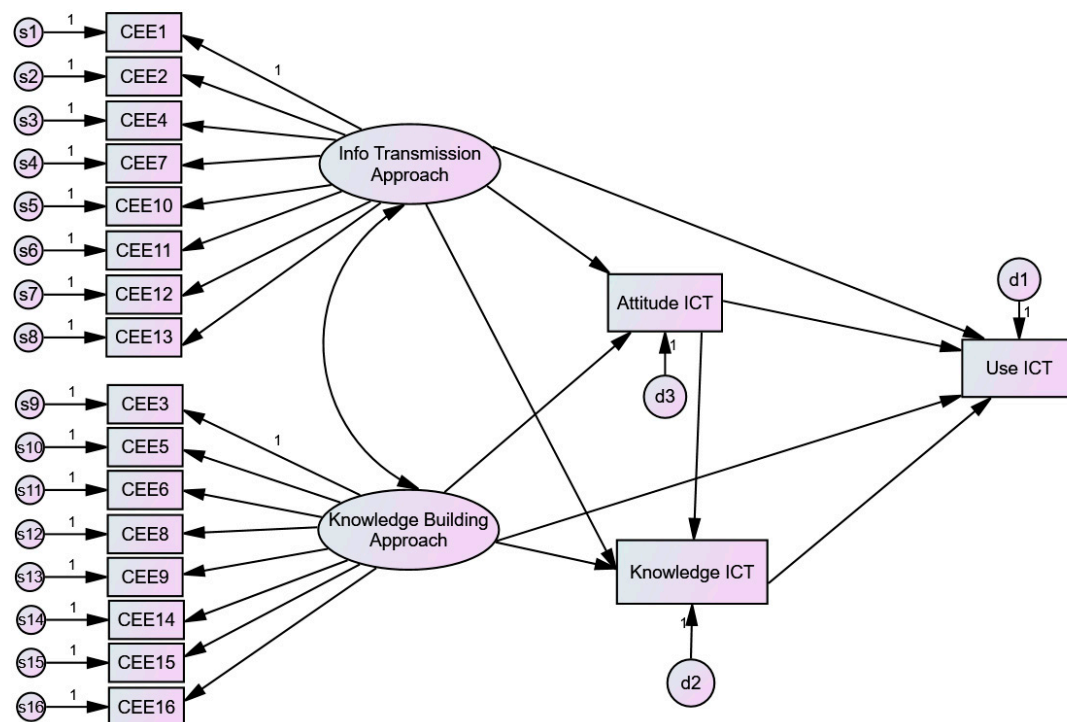 s1 1 CEE1
s2 1 CEE2
1
s3 1 CEE4
s4 1 CEE7
Info Transmission
Approach
s5 1 CEE10
s6 1 CEE11
s7 1 CEE12
s8 1 CEE13
Attitude ICT
1
d3
d1
1
Use ICT
s9 1 CEE3
s10 1 CEE5
1
s11 1 CEE6
s12 1 CEE8
Knowledge Building
Approach
s13 1 CEE9
s14 1 CEE14
s15 1 CEE15
s16 1 CEE16
Knowledge ICT
1
d2